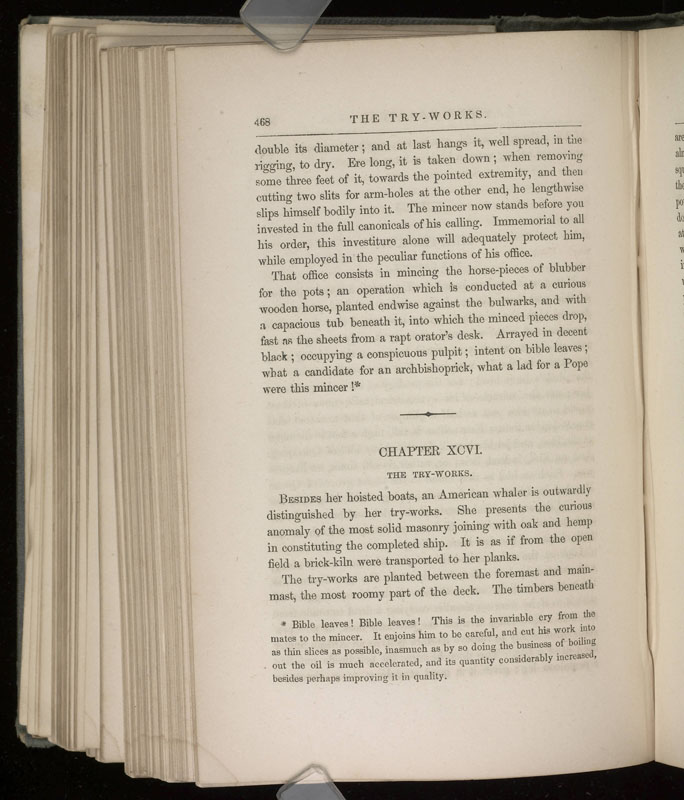 468 THE TRY-WORKS.
double its diameter; and at last hangs it, well spread, in the
rigging, to dry. Ere long, it is taken down; when removing
some three feet of it, towards the pointed extremity, and then
cutting two slits for arm-holes at the other end, he lengthwise
slips himself bodily into it. The mincer now stands before you
invested in the full canonicals of his calling. Immemorial to all
his order, this investiture alone will adequately protect him,
while employed in the peculiar functions of his office.
That office consists in mincing the horse-pieces of blubber
for the pots; an operation which is conducted at a curious
wooden horse, planted endwise against the bulwarks, and with
a capacious tub beneath it, into which the minced pieces drop,
fast as the sheets from a rapt orator's desk. Arrayed in decent
black; occupying a conspicuous pulpit; intent on bible leaves;
what a candidate for an archbishoprick, what a lad for a Pope
were this mincer!*
CHAPTER XCVI.
THE TRY-WORKS.
BESIDES her hoisted boats, an American whaler is outwardly
distinguished by her try-works. She presents the curious
anomaly of the most solid masonry joining with oak and hemp
in constituting the completed ship. It is as if from the open
field a brick-kiln were transported to her planks.
The try-works are planted between the foremast and main-
mast, the most roomy part of the deck. The timbers beneath
* Bible leaves! Bible leaves! This is the invariable cry from the
mates to the mincer. It enjoins him to be careful, and cut his work into
as thin slices as possible, inasmuch as by so doing the business of boiling
out the oil is much accelerated, and its quantity considerably increased,
besides perhaps improving it in quality.